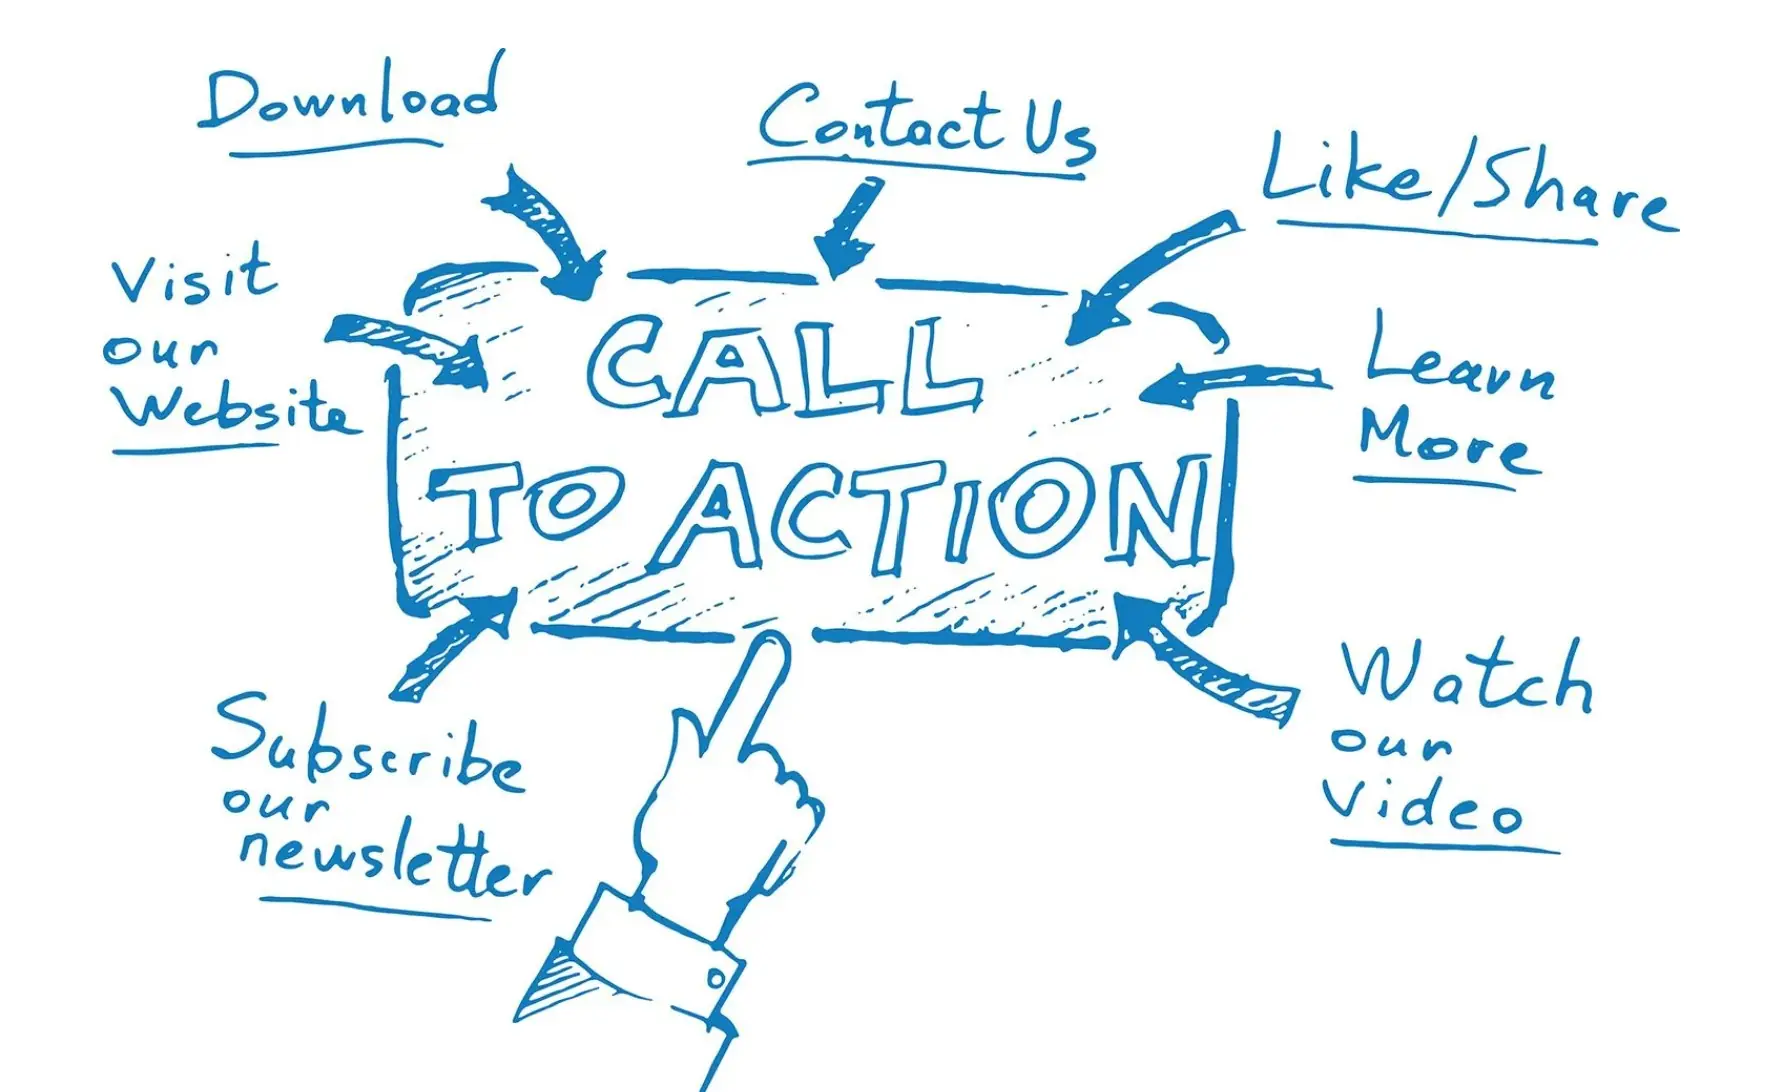 Download
Contact Us
Like/Share
Visit
our
Website
CALL
TO ACTION
Learn
More
Subscribe
our
newsletter
Watch
our
Video